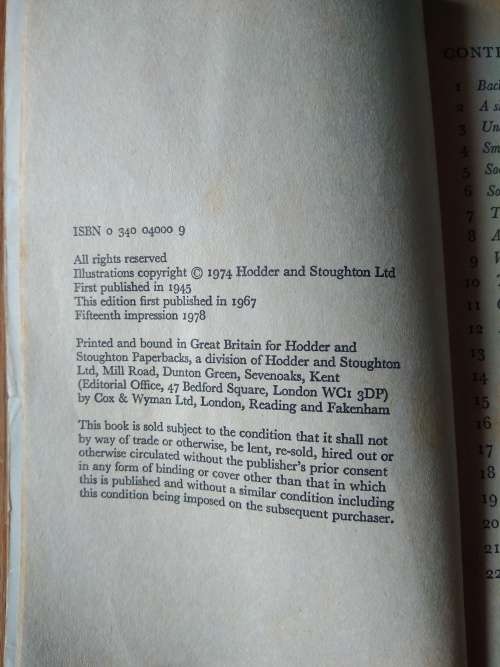 ISBN 0 340 04000 9
All rights reserved
Illustrations copyright © 1974 Hodder and Stoughton Ltd
First published in 1945
This edition first published in 1967
Fifteenth impression 1978
Printed and bound in Great Britain for Hodder and
Stoughton Paperbacks, a division of Hodder and Stoughton
Ltd, Mill Road, Dunton Green, Sevenoaks, Kent
(Editorial Office, 47 Bedford Square, London WC1 3DP)
by Cox & Wyman Ltd, London, Reading and Fakenham
This book is sold subject to the condition that it shall not
by way of trade or otherwise, be lent, re-sold, hired out or
otherwise circulated without the publisher's prior consent
in any form of binding or cover other than that in which
this is published and without a similar condition including
this condition being imposed on the subsequent purchaser.
1
2 A
3
4
5
6
7
8
9
10
11
12
13
14
15
16
17
18
19
20
21
22